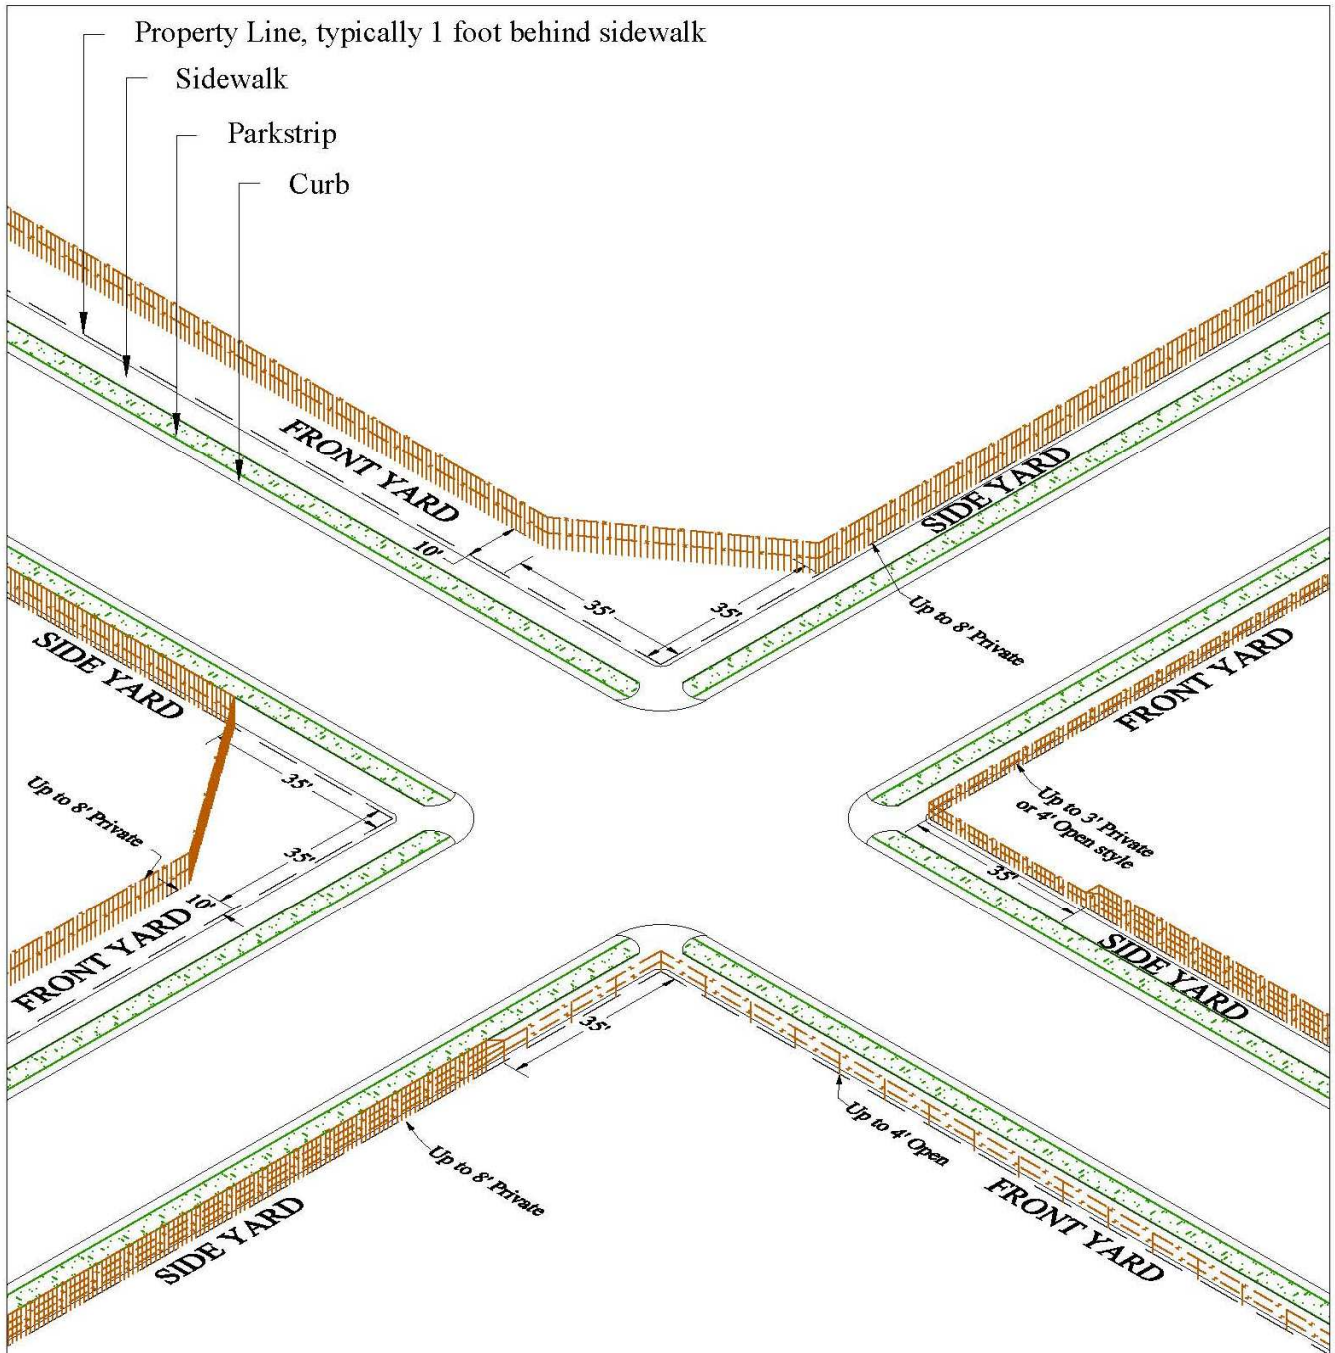 Property Line, typically 1 foot behind sidewalk
Sidewalk
Parkstrip
Curb
FRONT YARD
SIDE YARD
10'
35'
35'
Up to 8' Private
SIDE YARD
FRONT YARD
35'
Up to 8' Private
35'
10'
FRONT YARD
Up to 3' Private
or 4' Open style
35'
SIDE YARD
35'
Up to 4' Open
Up to 8' Private
SIDE YARD
FRONT YARD